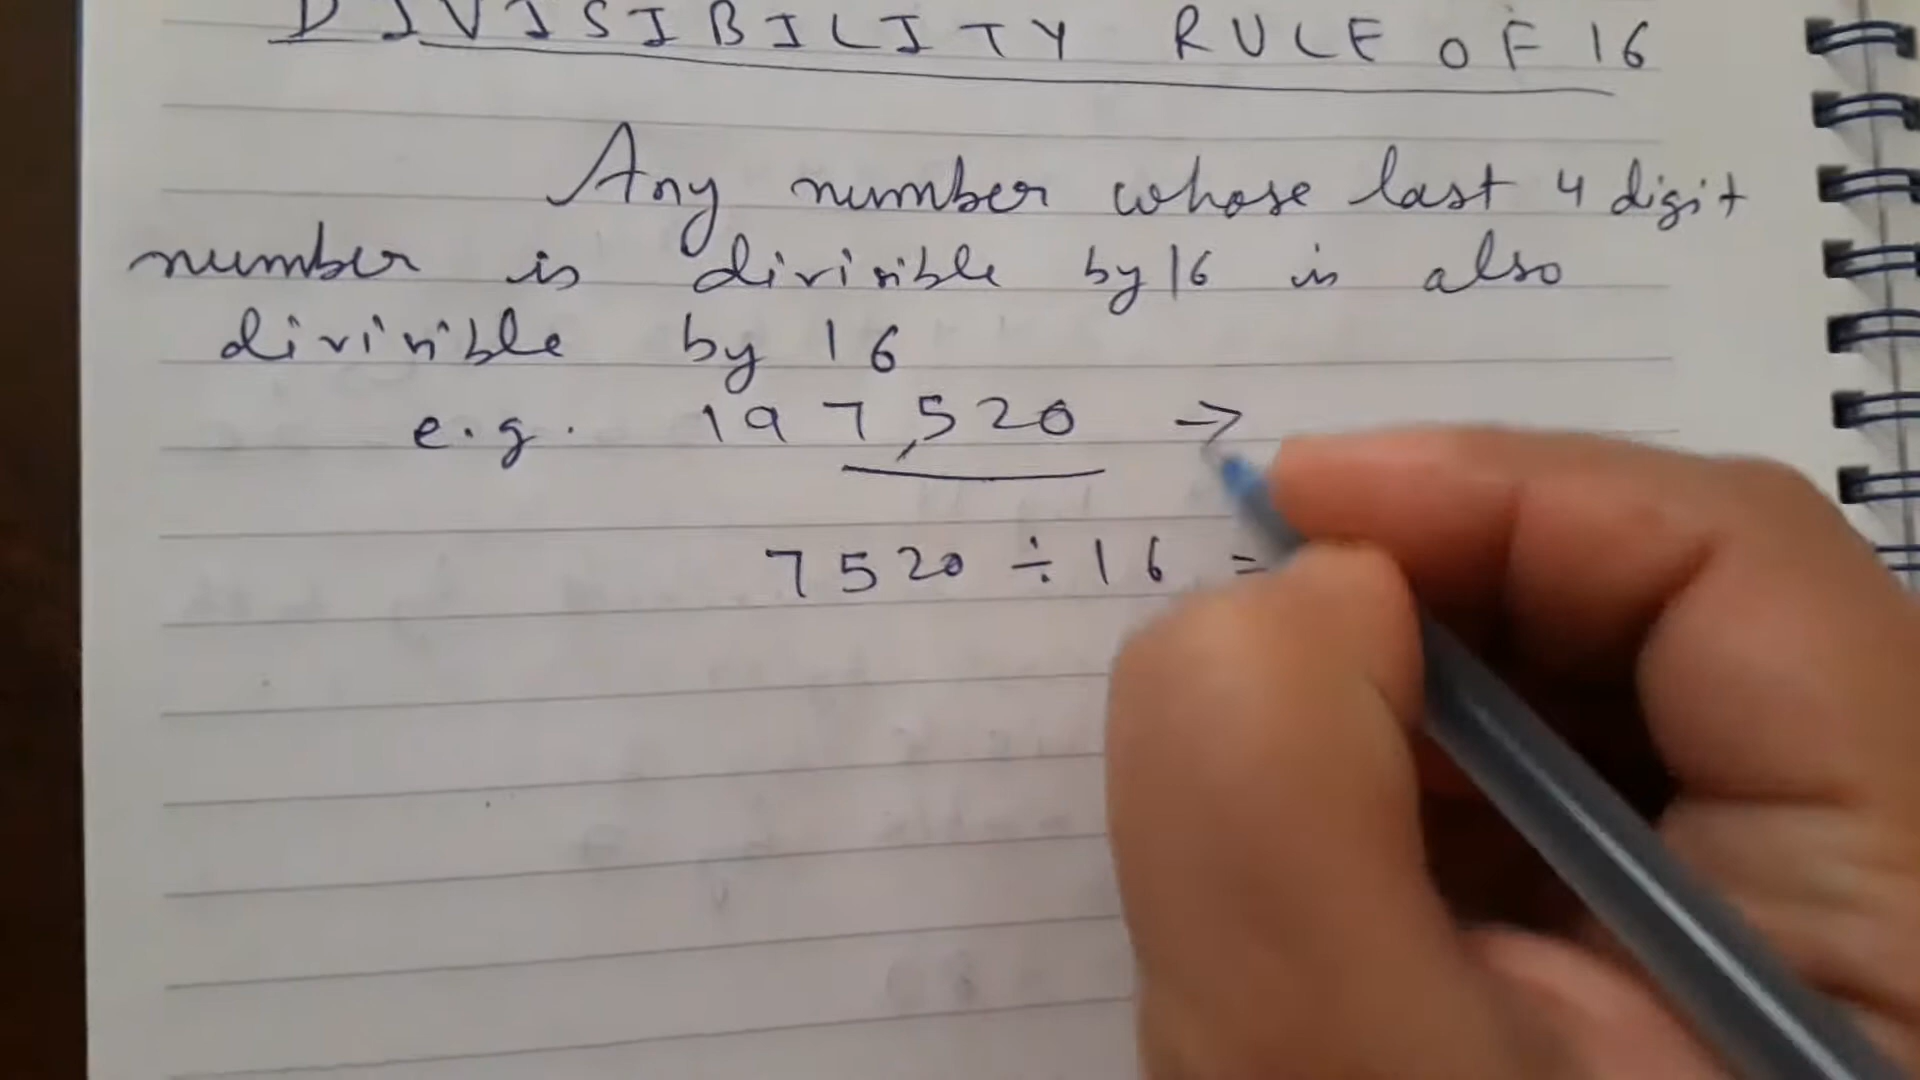 DIVISIBILITY RULE OF 16
Any number whose last 4 digit
number is divisible by 16 is also
divisible by 16
e.g. 197,520 →
7520 ÷ 16 =